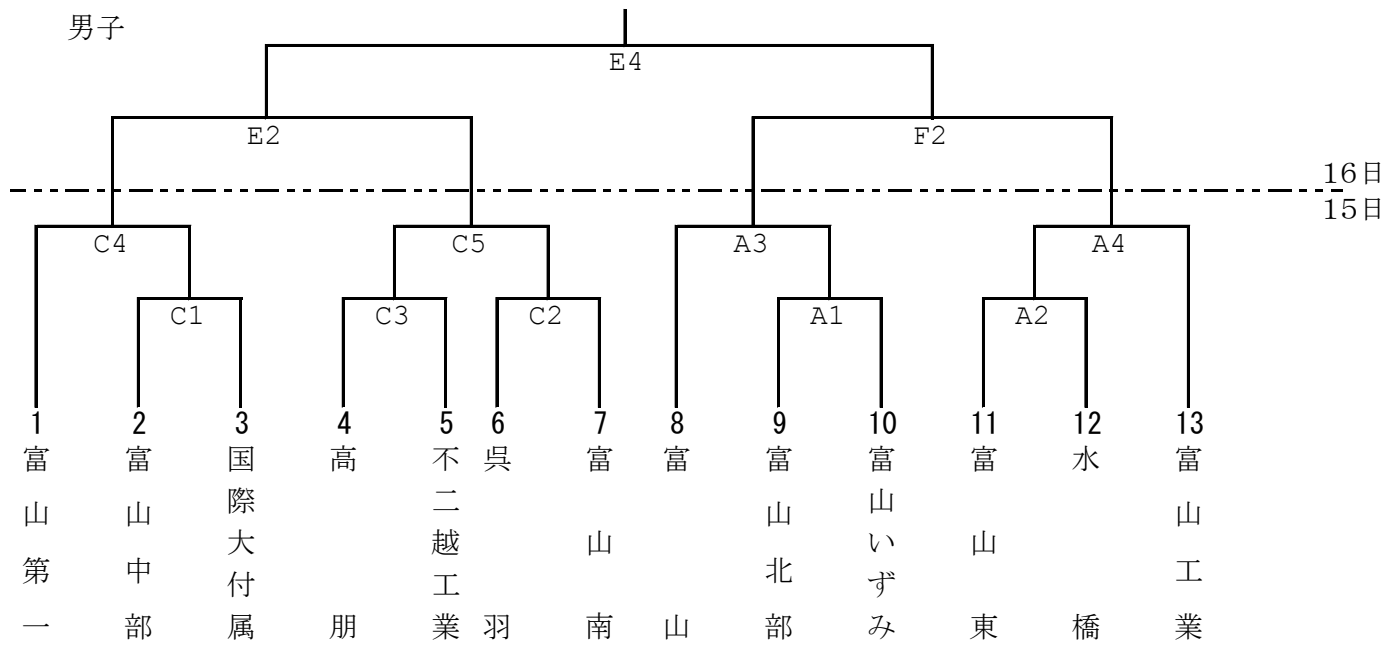 男子
E4
E2
F2
16日
15日
C4
C5
A3
A4
C1
C3
C2
A1
A2
1
2
3
4
5
6
7
8
9
10
11
12
13
富山第一
富山中部
国際大付属
高朋
不二越工業
呉羽
富山南
富山
富山北部
富山いずみ
富山東
水橋
富山工業